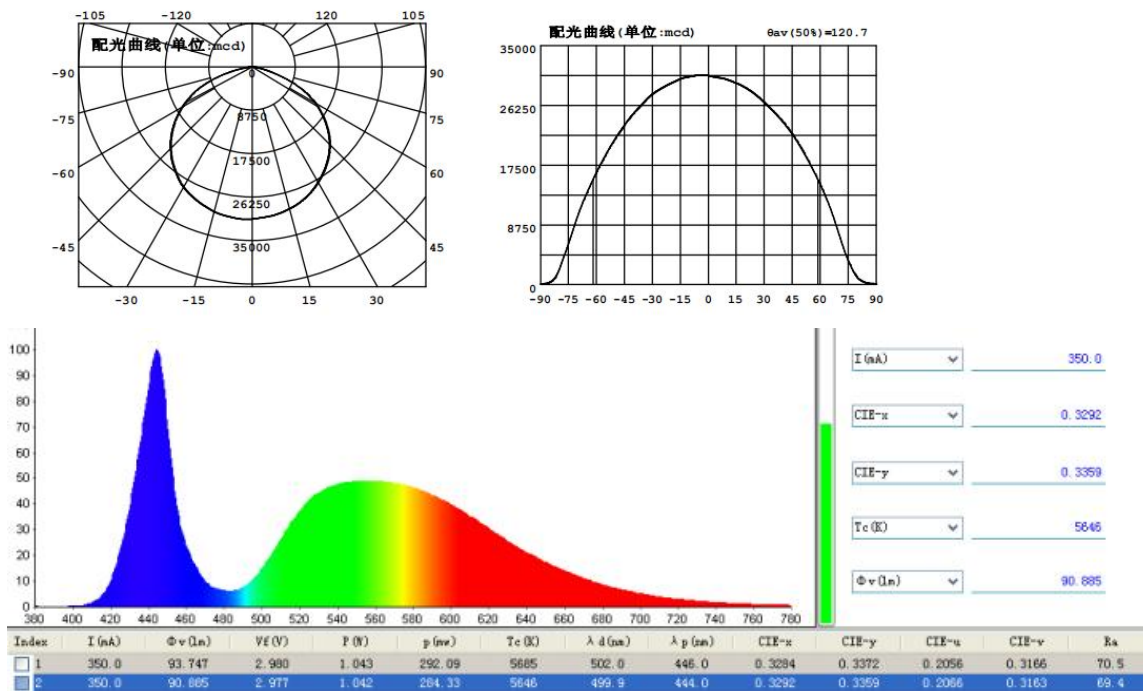 -105 -120 120 105
配光曲线(单位:mcd)
-90 0 90
-75 8750 75
-60 17500 60
26250
-45 35000 45
-30 -15 0 15 30
配光曲线(单位:mcd) θav(50%)=120.7
35000
26250
17500
8750
0
-90 -75 -60 -45 -30 -15 0 15 30 45 60 75 90
100
90
80
70
60
50
40
30
20
10
0
380 400 420 440 460 480 500 520 540 560 580 600 620 640 660 680 700 720 740 760 780
I(mA) 350.0
CIE-x 0.3292
CIE-y 0.3359
Tc(K) 5646
Φv(lm) 90.885
Index I(mA) Φv(lm) Vf(V) P(W) p(mw) Tc(K) λd(nm) λp(nm) CIE-x CIE-y CIE-u CIE-v Ra
1 350.0 93.747 2.980 1.043 292.09 5685 502.0 446.0 0.3284 0.3372 0.2056 0.3166 70.5
2 350.0 90.885 2.977 1.042 284.33 5646 499.9 444.0 0.3292 0.3359 0.2066 0.3163 69.4